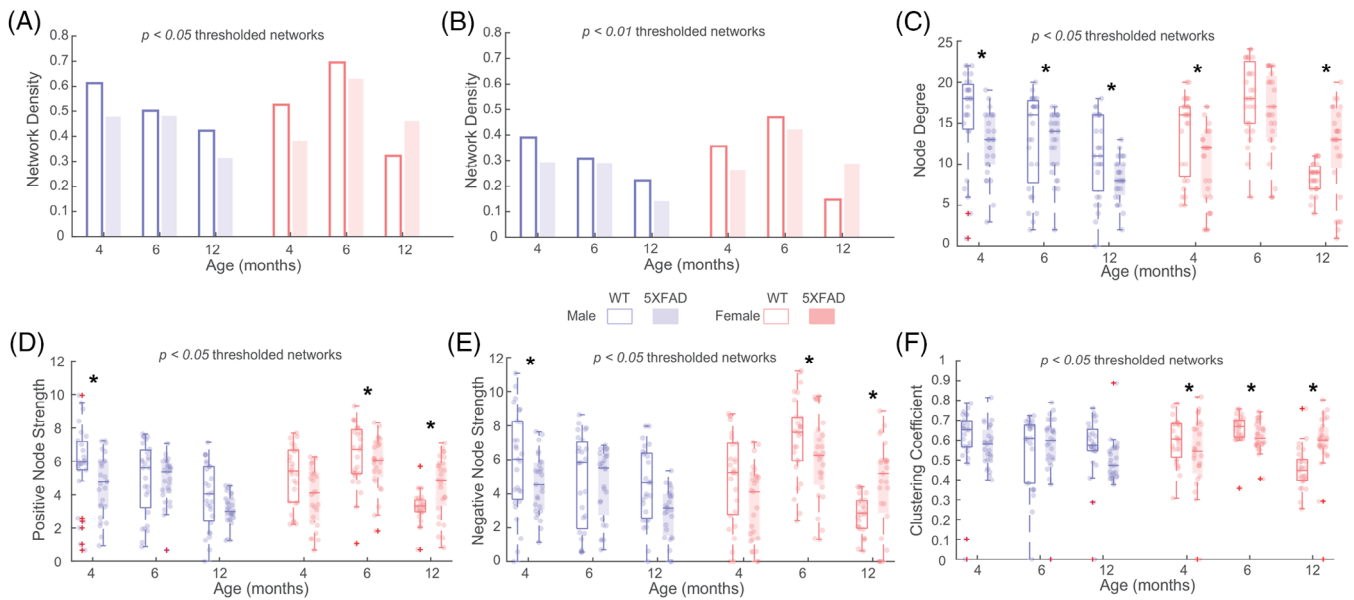 (A)
p < 0.05 thresholded networks
Network Density
0.8
0.7
0.6
0.5
0.4
0.3
0.2
0.1
0
4 6 12 4 6 12
Age (months)
(B)
p < 0.01 thresholded networks
Network Density
0.8
0.7
0.6
0.5
0.4
0.3
0.2
0.1
0
4 6 12 4 6 12
Age (months)
(C)
p < 0.05 thresholded networks
Node Degree
25
20
15
10
5
0
* * * * *
4 6 12 4 6 12
Age (months)
WT 5XFAD WT 5XFAD
Male Female
(D)
p < 0.05 thresholded networks
Positive Node Strength
12
10
8
6
4
2
0
* * *
4 6 12 4 6 12
Age (months)
(E)
p < 0.05 thresholded networks
Negative Node Strength
12
10
8
6
4
2
0
* * *
4 6 12 4 6 12
Age (months)
(F)
p < 0.05 thresholded networks
Clustering Coefficient
1
0.9
0.8
0.7
0.6
0.5
0.4
0.3
0.2
0.1
0
* * *
4 6 12 4 6 12
Age (months)